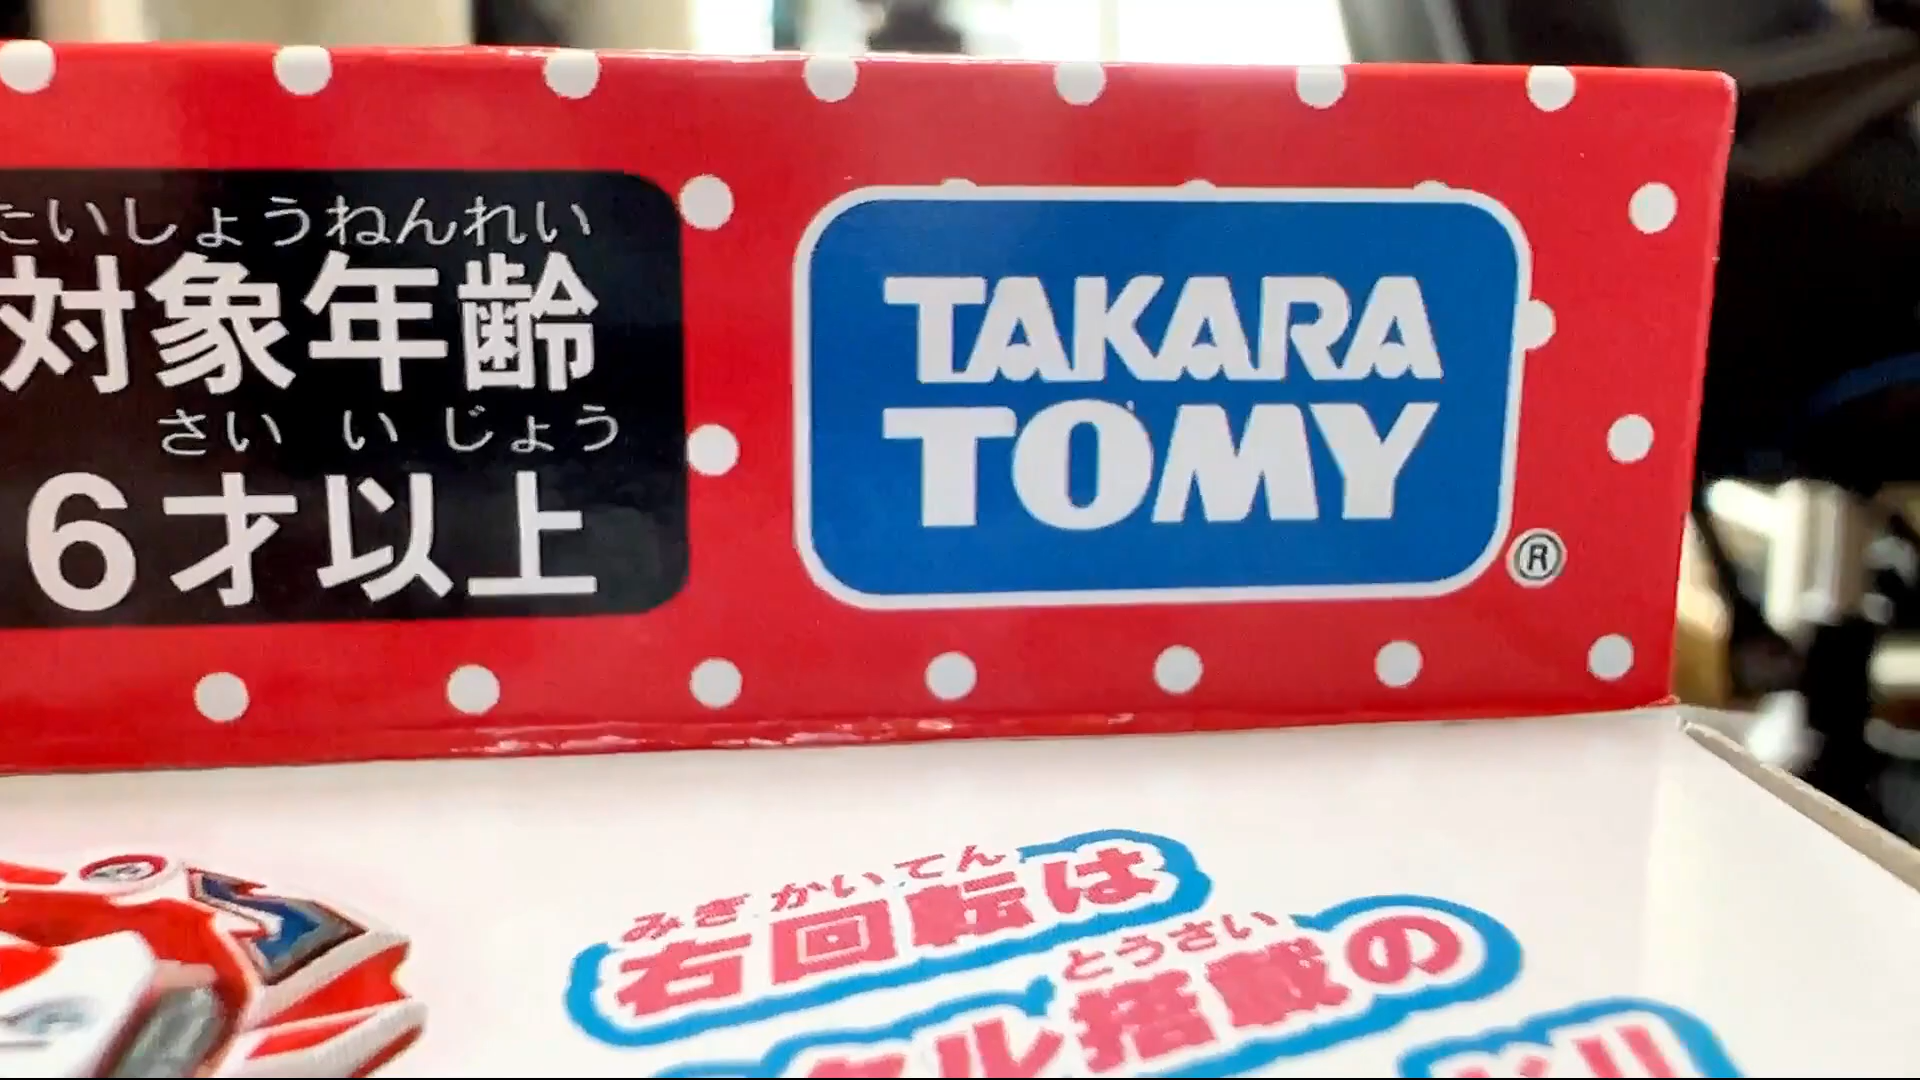 たいしょうねんれい
対象年齢
さい い じょう
6才以上
TAKARA
TOMY
®
みぎ かい てん
右回転は
とうさい
タル搭載の